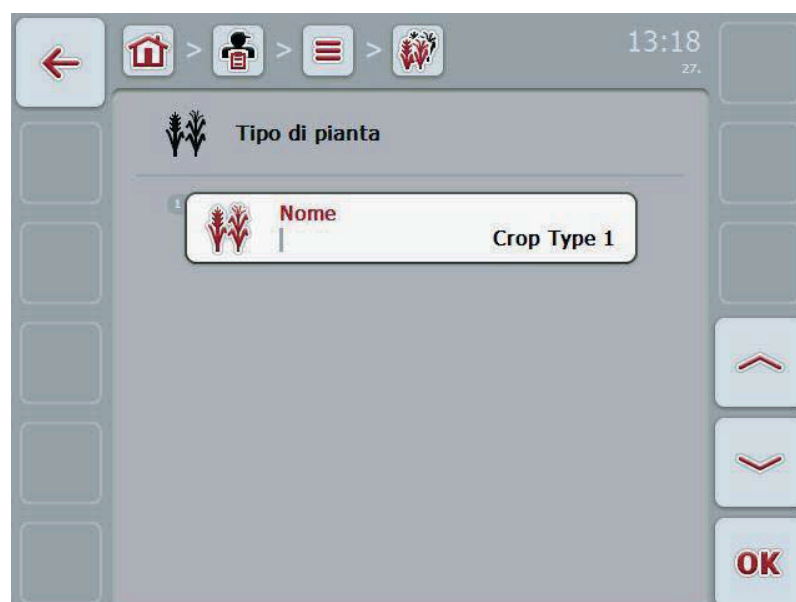 > > >
13:18
27.
Tipo di pianta
1
Nome
Crop Type 1
OK